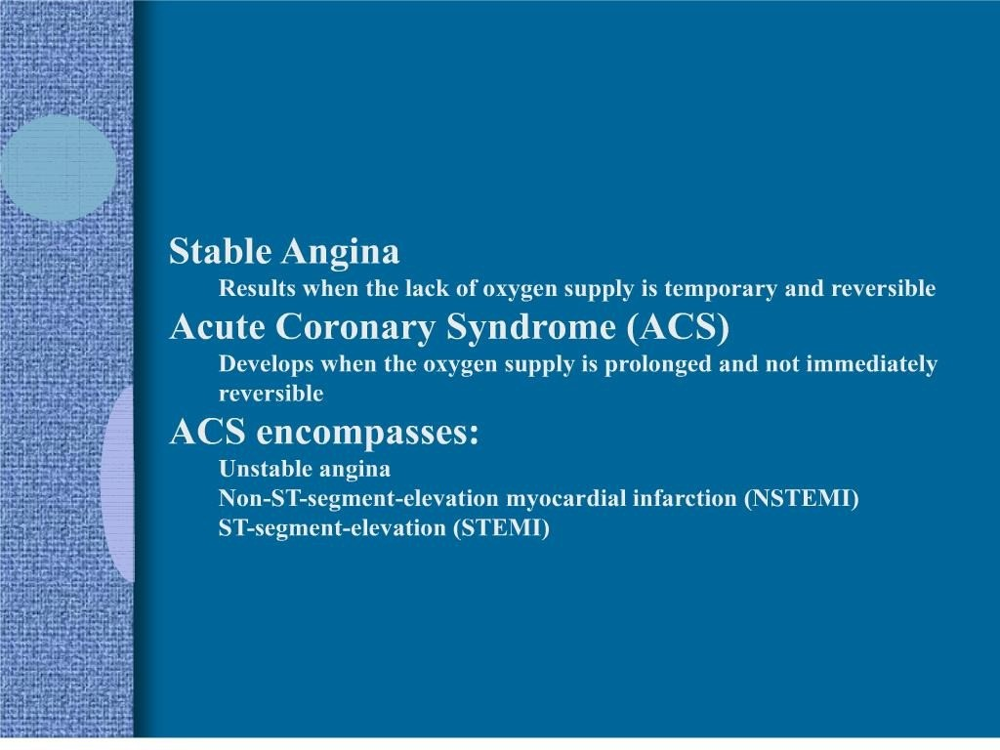 Stable Angina
Results when the lack of oxygen supply is temporary and reversible
Acute Coronary Syndrome (ACS)
Develops when the oxygen supply is prolonged and not immediately
reversible
ACS encompasses:
Unstable angina
Non-ST-segment-elevation myocardial infarction (NSTEMI)
ST-segment-elevation (STEMI)